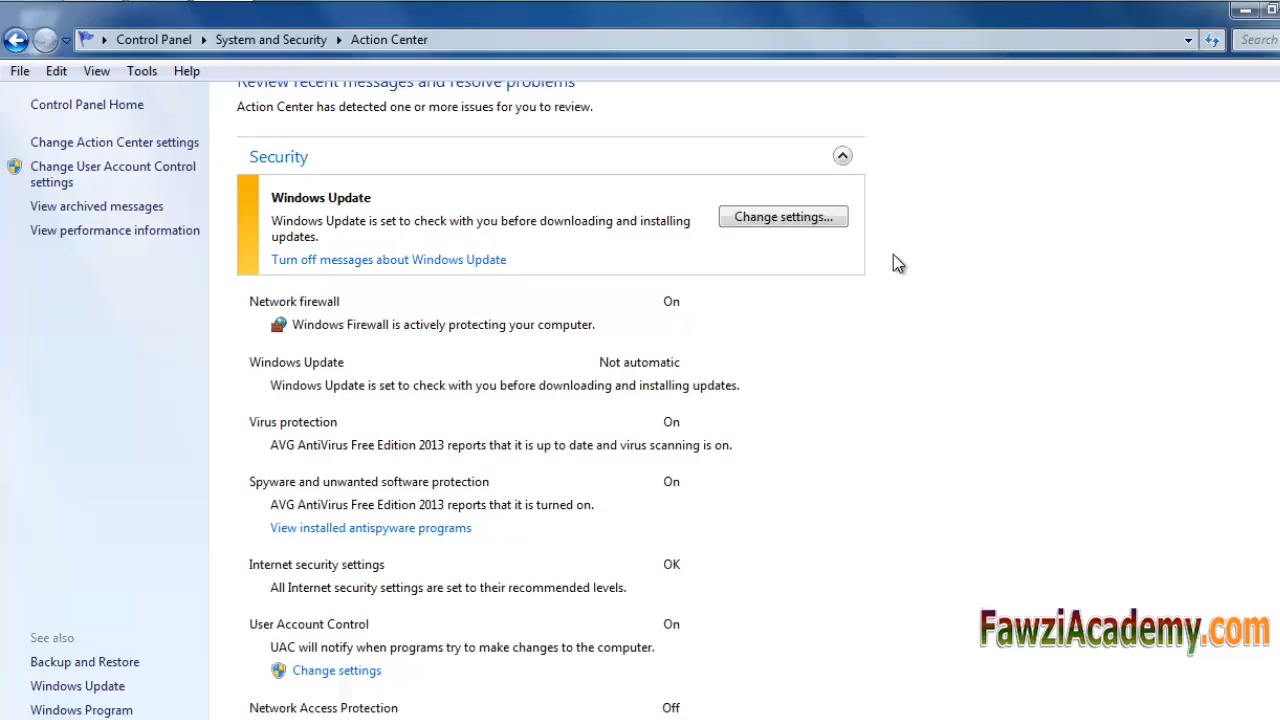 Control Panel
System and Security
Action Center
Search
File
Edit
View
Tools
Help
Control Panel Home
Change Action Center settings
Change User Account Control
settings
View archived messages
View performance information
See also
Backup and Restore
Windows Update
Windows Program
Review recent messages and resolve problems
Action Center has detected one or more issues for you to review.
Security
Windows Update
Windows Update is set to check with you before downloading and installing
updates.
Change settings...
Turn off messages about Windows Update
Network firewall On
Windows Firewall is actively protecting your computer.
Windows Update Not automatic
Windows Update is set to check with you before downloading and installing updates.
Virus protection On
AVG AntiVirus Free Edition 2013 reports that it is up to date and virus scanning is on.
Spyware and unwanted software protection On
AVG AntiVirus Free Edition 2013 reports that it is turned on.
View installed antispyware programs
Internet security settings OK
All Internet security settings are set to their recommended levels.
User Account Control On
UAC will notify when programs try to make changes to the computer.
Change settings
Network Access Protection Off
FawziAcademy.com